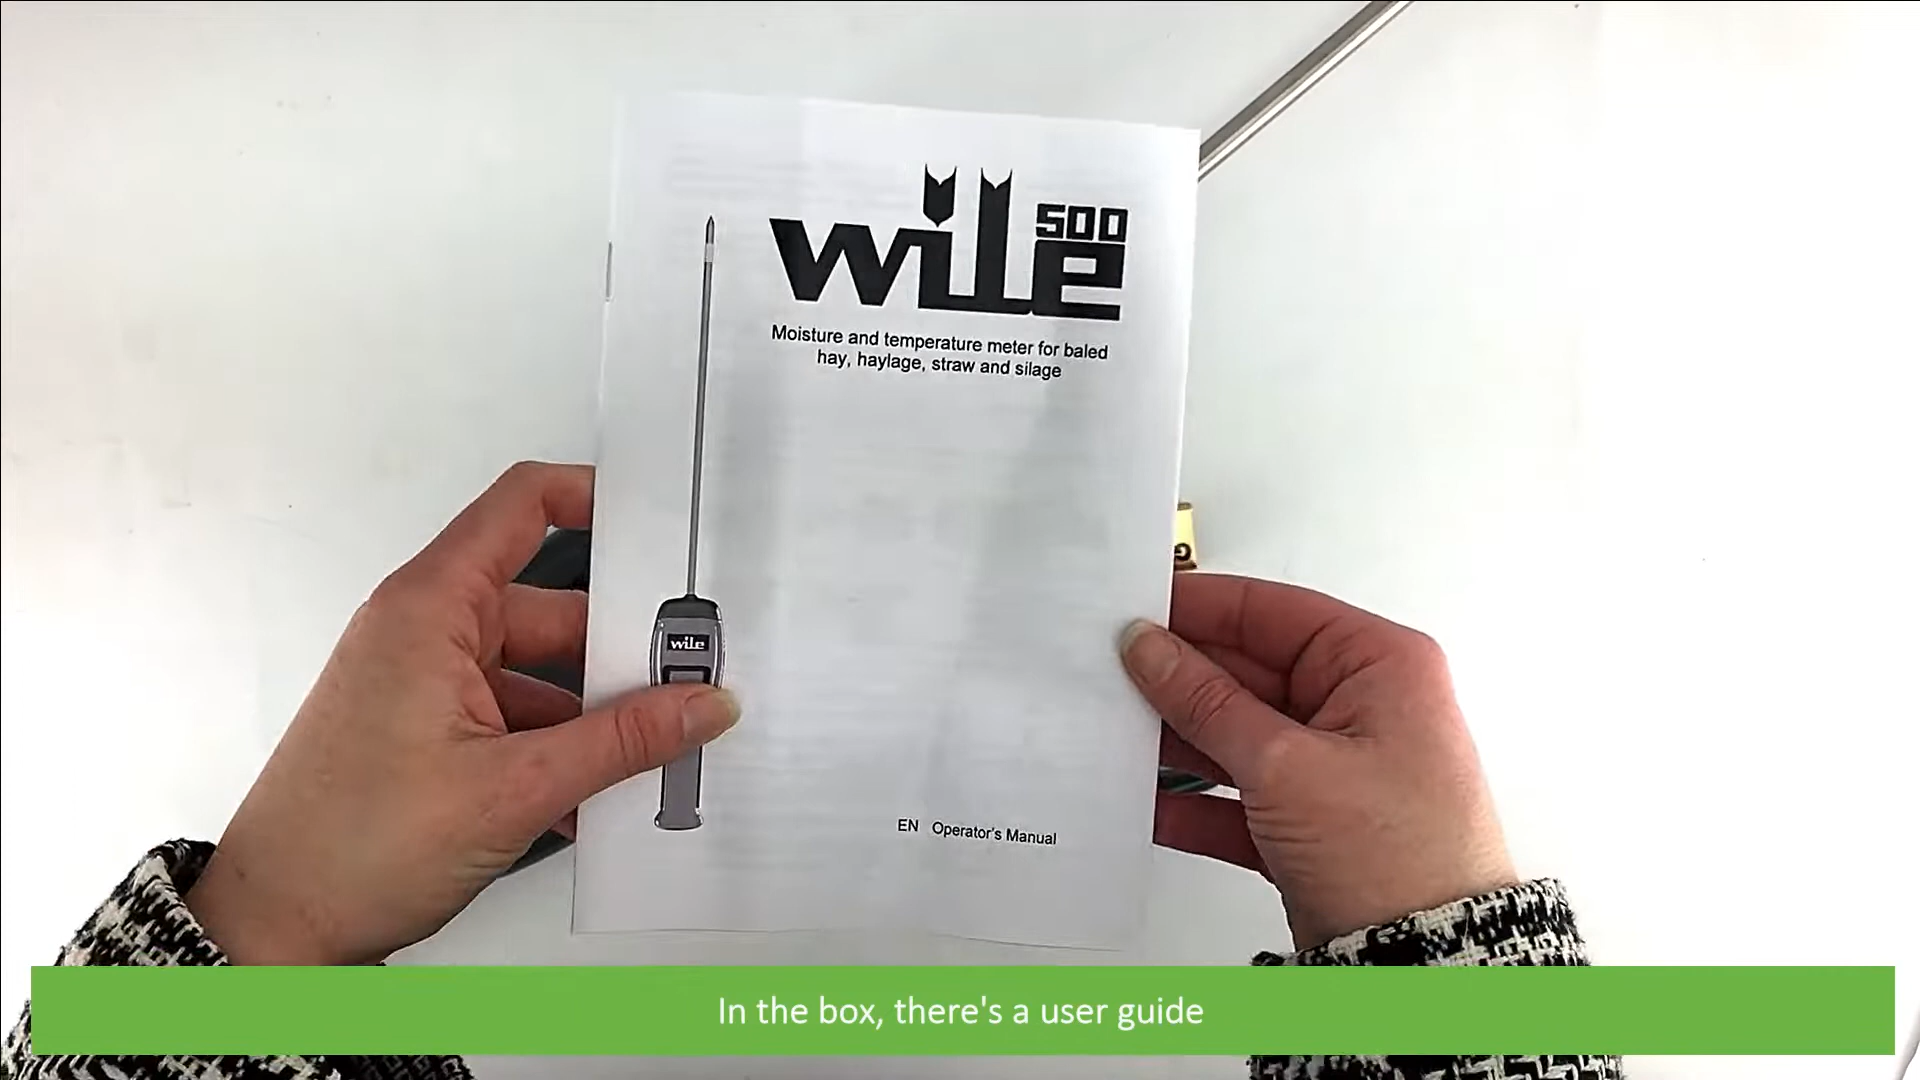 wile 500
Moisture and temperature meter for baled
hay, haylage, straw and silage
wile
EN Operator's Manual
G
In the box, there's a user guide